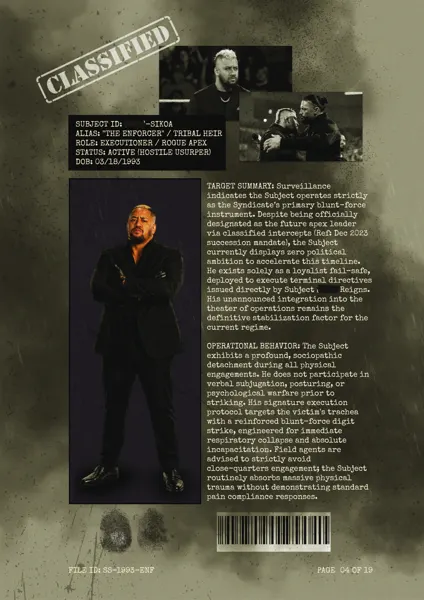 CLASSIFIED
SUBJECT ID: '-SIKOA
ALIAS: "THE ENFORCER" / TRIBAL HEIR
ROLE: EXECUTIONER / ROGUE APEX
STATUS: ACTIVE (HOSTILE USURPER)
DOB: 03/18/1993
TARGET SUMMARY: Surveillance
indicates the Subject operates strictly
as the Syndicate's primary blunt-force
instrument. Despite being officially
designated as the future apex leader
via classified intercepts (Ref: Dec 2023
succession mandate), the Subject
currently displays zero political
ambition to accelerate this timeline.
He exists solely as a loyalist fail-safe,
deployed to execute terminal directives
issued directly by Subject Reigns.
His unannounced integration into the
theater of operations remains the
definitive stabilization factor for the
current regime.
OPERATIONAL BEHAVIOR: The Subject
exhibits a profound, sociopathic
detachment during all physical
engagements. He does not participate in
verbal subjugation, posturing, or
psychological warfare prior to
striking. His signature execution
protocol targets the victim's trachea
with a reinforced blunt-force digit
strike, engineered for immediate
respiratory collapse and absolute
incapacitation. Field agents are
advised to strictly avoid
close-quarters engagement; the Subject
routinely absorbs massive physical
trauma without demonstrating standard
pain compliance responses.
FILE ID: SS-1993-ENF
PAGE 04 OF 19